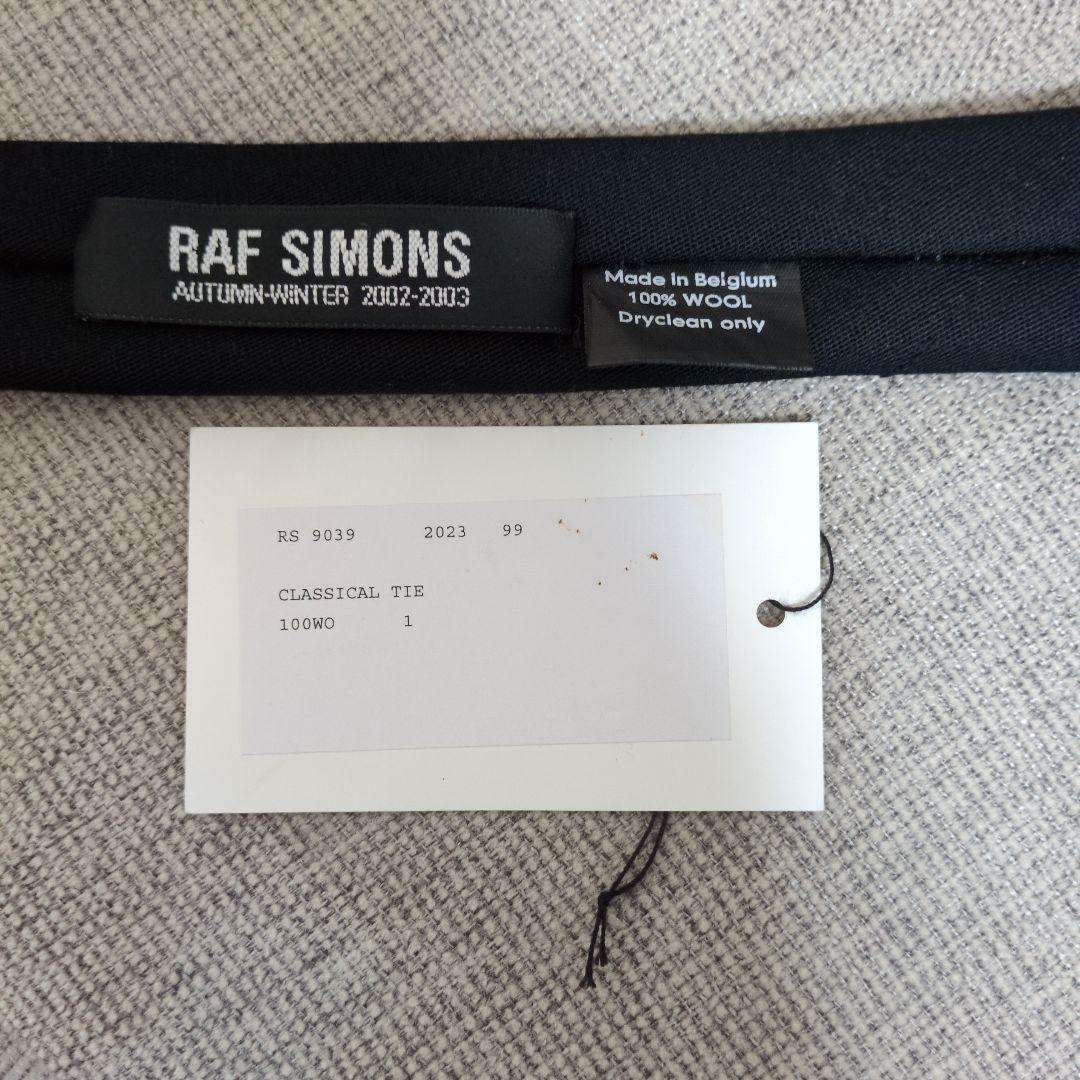 RAF SIMONS
AUTUMN-WINTER 2002-2003
Made in Belgium
100% WOOL
Dryclean only
RS 9039 2023 99
CLASSICAL TIE
100WO 1